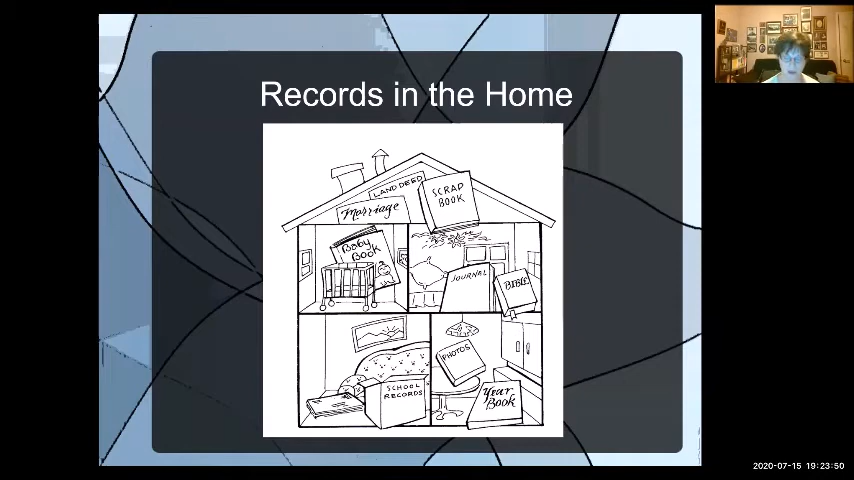 Records in the Home
LAND DEED
SCRAP
BOOK
Marriage
Baby
Book
JOURNAL
BIBLE
PHOTOS
SCHOOL
RECORDS
Year
Book
2020-07-15 19:23:50